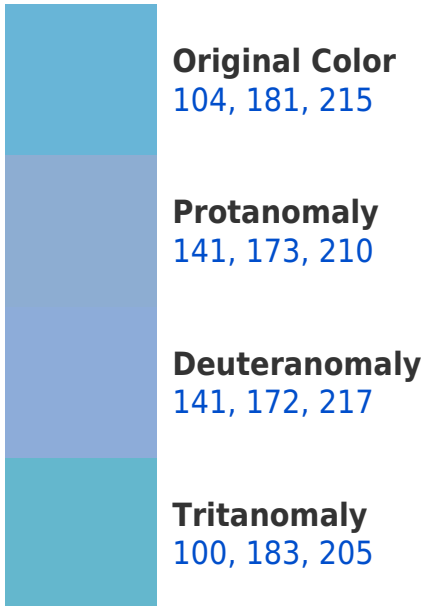 Original Color
104, 181, 215
Protanomaly
141, 173, 210
Deuteranomaly
141, 172, 217
Tritanomaly
100, 183, 205